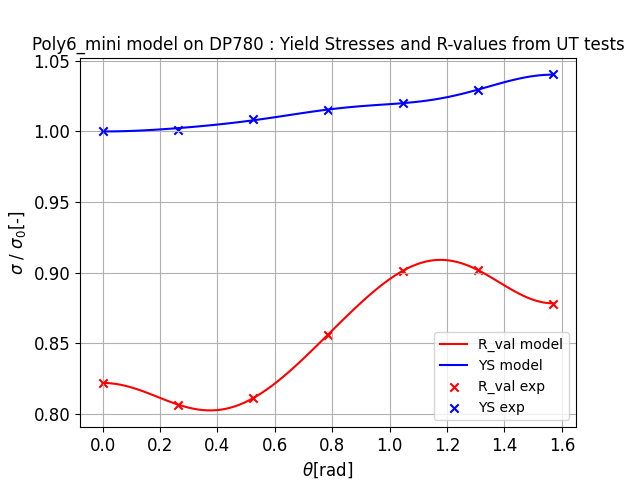 Poly6_mini model on DP780 : Yield Stresses and R-values from UT tests
1.05
1.00
0.95
0.90
0.85
0.80
σ / σ₀[-]
0.0 0.2 0.4 0.6 0.8 1.0 1.2 1.4 1.6
θ[rad]
R_val model
YS model
R_val exp
YS exp